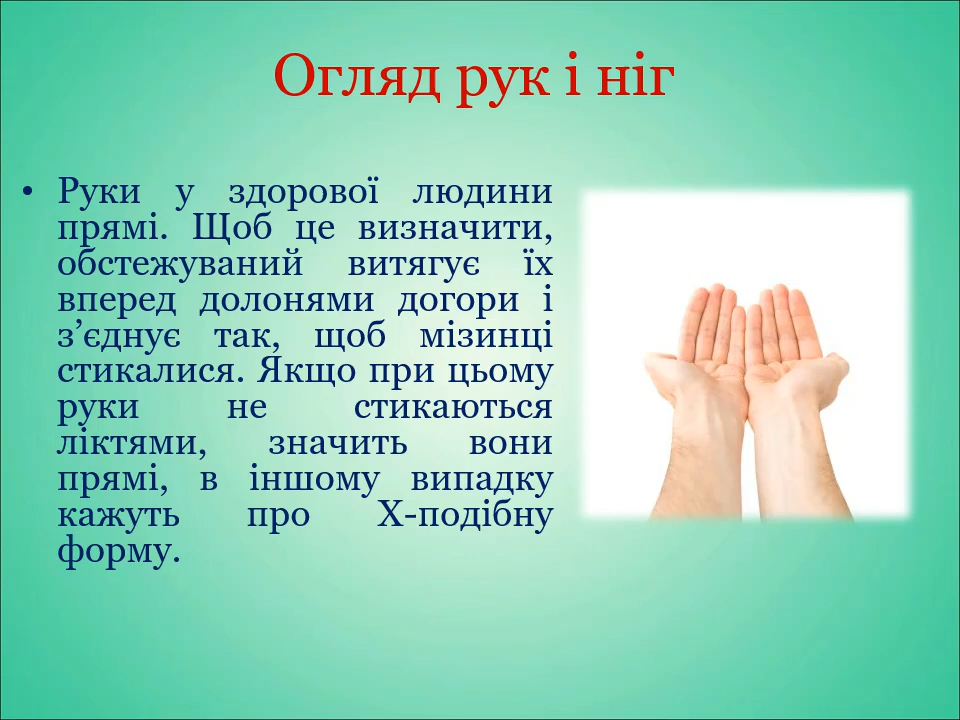 Огляд рук і ніг
• Руки у здорової людини
прямі. Щоб це визначити,
обстежуваний витягує їх
вперед долонями догори і
з’єднує так, щоб мізинці
стикалися. Якщо при цьому
руки не стикаються
ліктями, значить вони
прямі, в іншому випадку
кажуть про Х-подібну
форму.